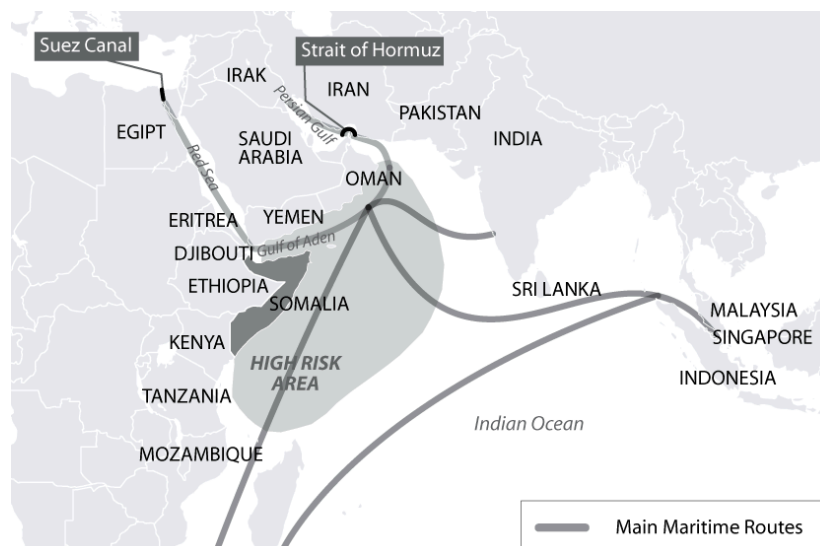 Suez Canal
Strait of Hormuz
IRAK
IRAN
Persian Gulf
PAKISTAN
EGIPT
SAUDI
ARABIA
INDIA
Red Sea
OMAN
ERITREA
YEMEN
DJIBOUTI
Gulf of Aden
ETHIOPIA
SOMALIA
SRI LANKA
MALAYSIA
SINGAPORE
KENYA
HIGH RISK
AREA
INDONESIA
TANZANIA
Indian Ocean
MOZAMBIQUE
Main Maritime Routes